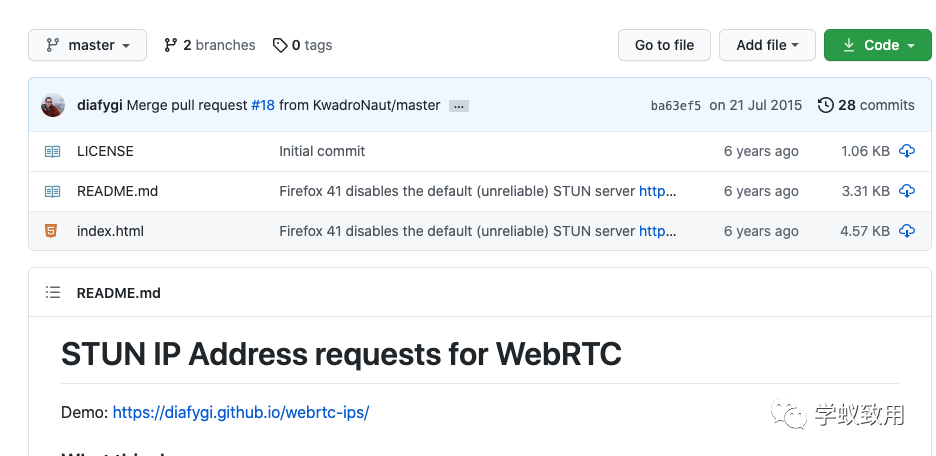 master 2 branches 0 tags Go to file Add file Code
diafygi Merge pull request #18 from KwadroNaut/master ... ba63ef5 on 21 Jul 2015 28 commits
LICENSE Initial commit 6 years ago 1.06 KB
README.md Firefox 41 disables the default (unreliable) STUN server http... 6 years ago 3.31 KB
index.html Firefox 41 disables the default (unreliable) STUN server http... 6 years ago 4.57 KB
README.md
STUN IP Address requests for WebRTC
Demo: https://diafygi.github.io/webrtc-ips/
学蚁致用